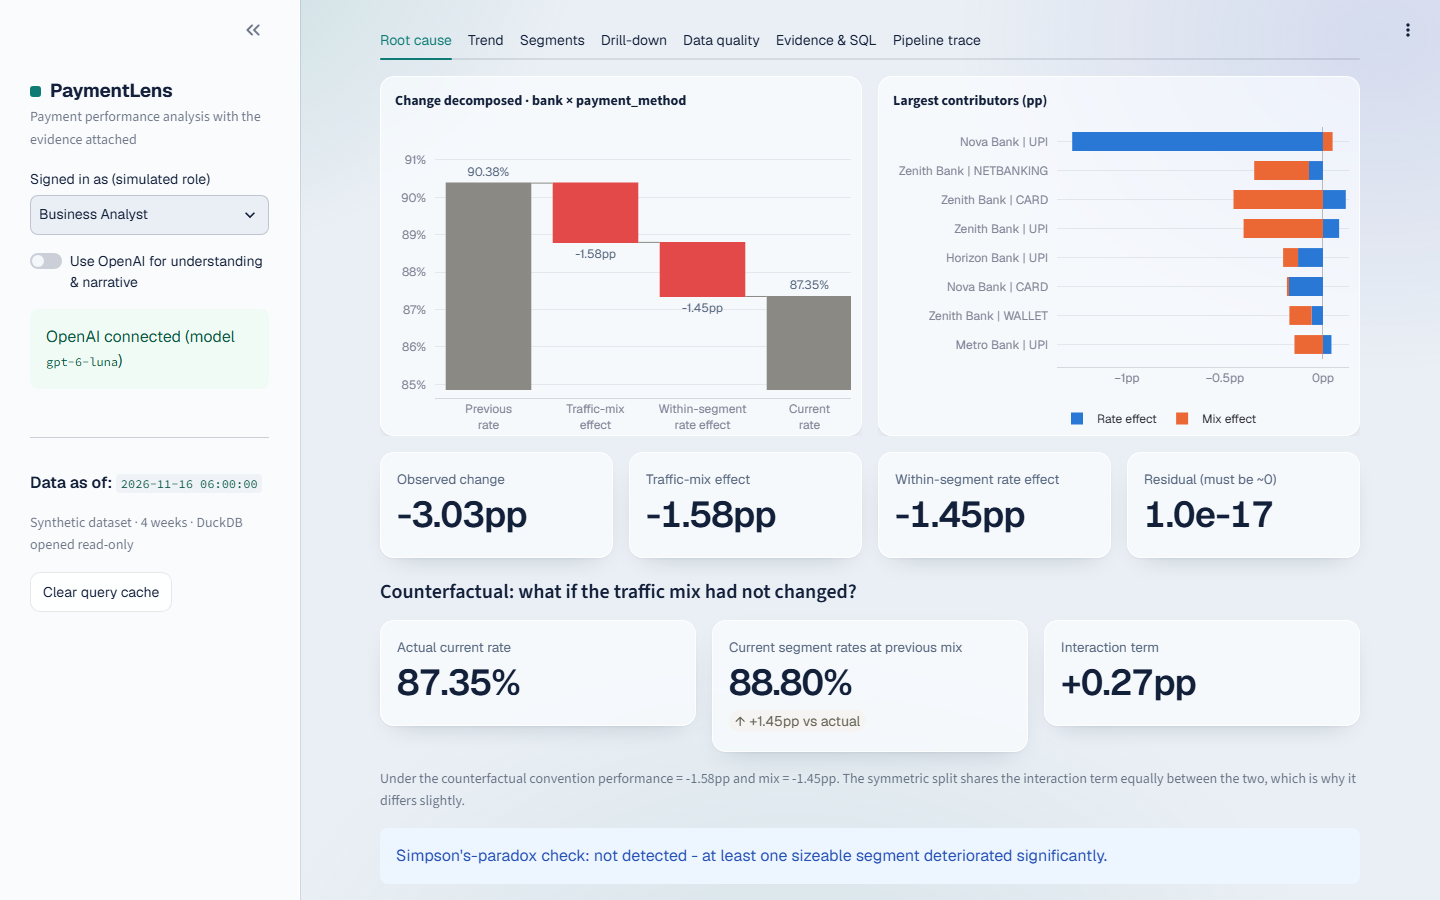 PaymentLens
Payment performance analysis with the
evidence attached
Signed in as (simulated role)
Business Analyst
Use OpenAI for understanding
& narrative
OpenAI connected (model
gpt-6-luna)
Data as of: 2026-11-16 06:00:00
Synthetic dataset · 4 weeks · DuckDB
opened read-only
Clear query cache
Root cause Trend Segments Drill-down Data quality Evidence & SQL Pipeline trace
Change decomposed · bank × payment_method
91%
90%
89%
88%
87%
86%
85%
90.38%
-1.58pp
-1.45pp
87.35%
Previous
rate
Traffic-mix
effect
Within-segment
rate effect
Current
rate
Largest contributors (pp)
Nova Bank | UPI
Zenith Bank | NETBANKING
Zenith Bank | CARD
Zenith Bank | UPI
Horizon Bank | UPI
Nova Bank | CARD
Zenith Bank | WALLET
Metro Bank | UPI
−1pp −0.5pp 0pp
Rate effect Mix effect
Observed change
-3.03pp
Traffic-mix effect
-1.58pp
Within-segment rate effect
-1.45pp
Residual (must be ~0)
1.0e-17
Counterfactual: what if the traffic mix had not changed?
Actual current rate
87.35%
Current segment rates at previous mix
88.80%
↑ +1.45pp vs actual
Interaction term
+0.27pp
Under the counterfactual convention performance = -1.58pp and mix = -1.45pp. The symmetric split shares the interaction term equally between the two, which is why it
differs slightly.
Simpson's-paradox check: not detected - at least one sizeable segment deteriorated significantly.